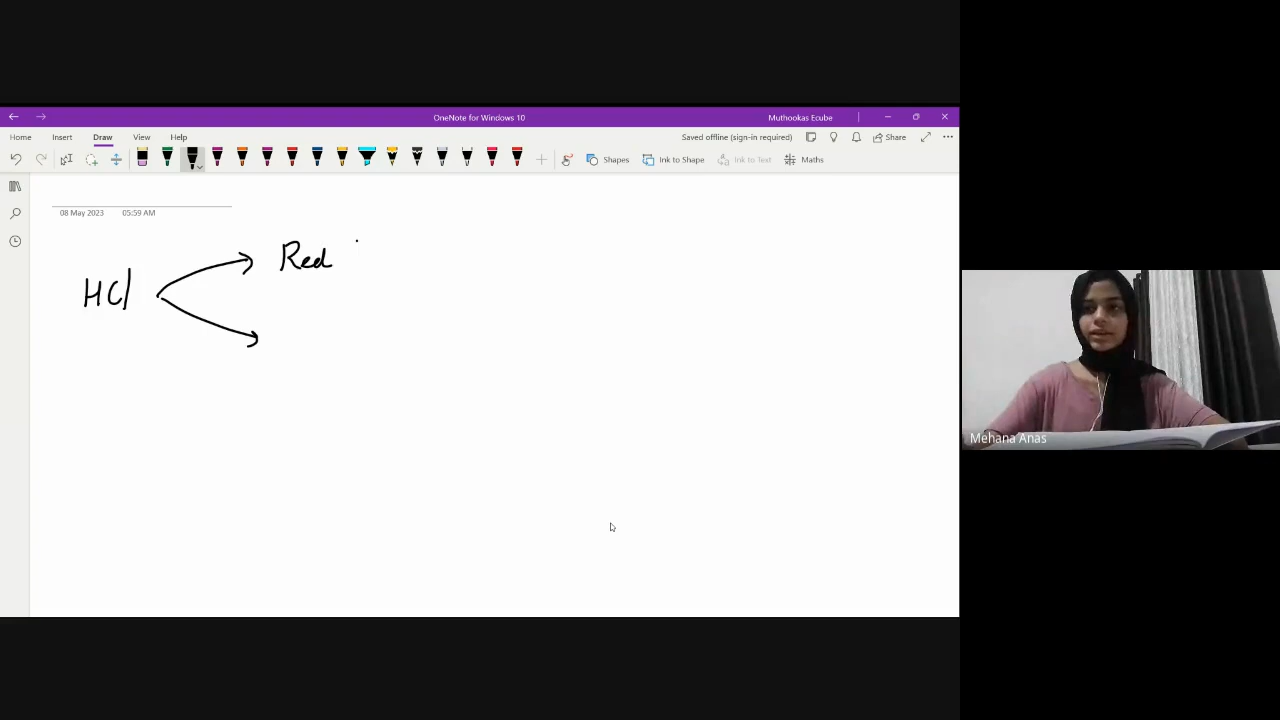 OneNote for Windows 10
Muthookas Ecube
Home Insert Draw View Help
Saved offline (sign-in required)
Share
Shapes
Ink to Shape
Ink to Text
Maths
08 May 2023 05:59 AM
Red
HCl
Mehana Anas